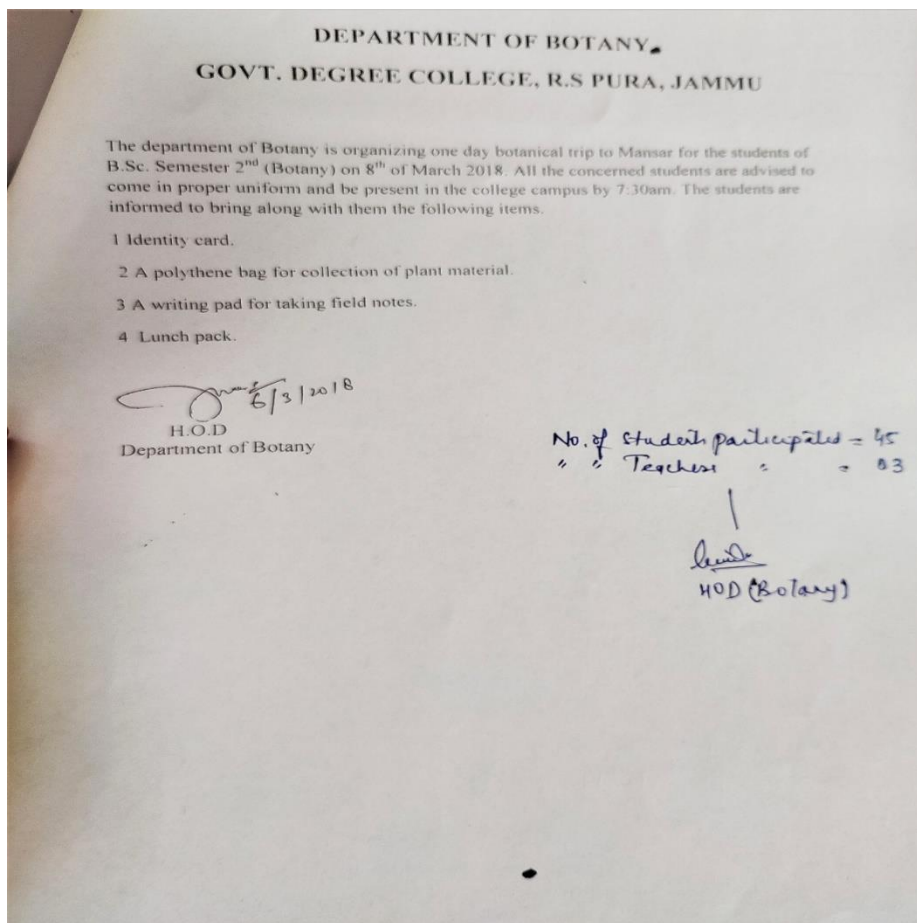 DEPARTMENT OF BOTANY
GOVT. DEGREE COLLEGE, R.S PURA, JAMMU
The department of Botany is organizing one day botanical trip to Mansar for the students of
B.Sc. Semester 2nd (Botany) on 8th of March 2018. All the concerned students are advised to
come in proper uniform and be present in the college campus by 7:30am. The students are
informed to bring along with them the following items.
1 Identity card.
2 A polythene bag for collection of plant material.
3 A writing pad for taking field notes.
4 Lunch pack.
6/3/2018
H.O.D
Department of Botany
No. of Students participated = 45
" " Teachers " = 03
HOD (Botany)